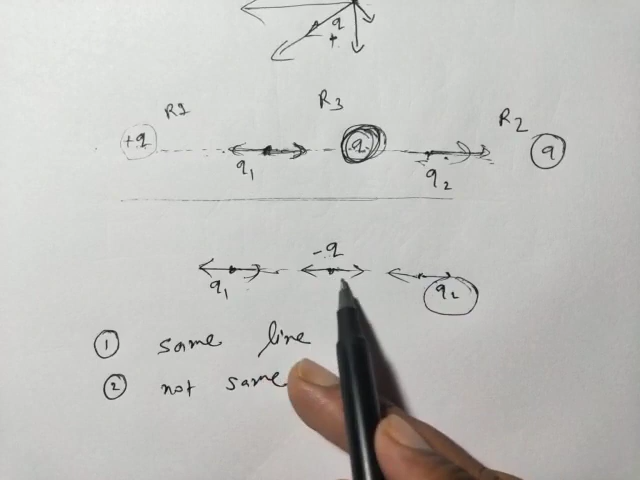 q
+
R1 R3 R2
+q q q
q1 q2
-q
q1 q2
① same line
② not same